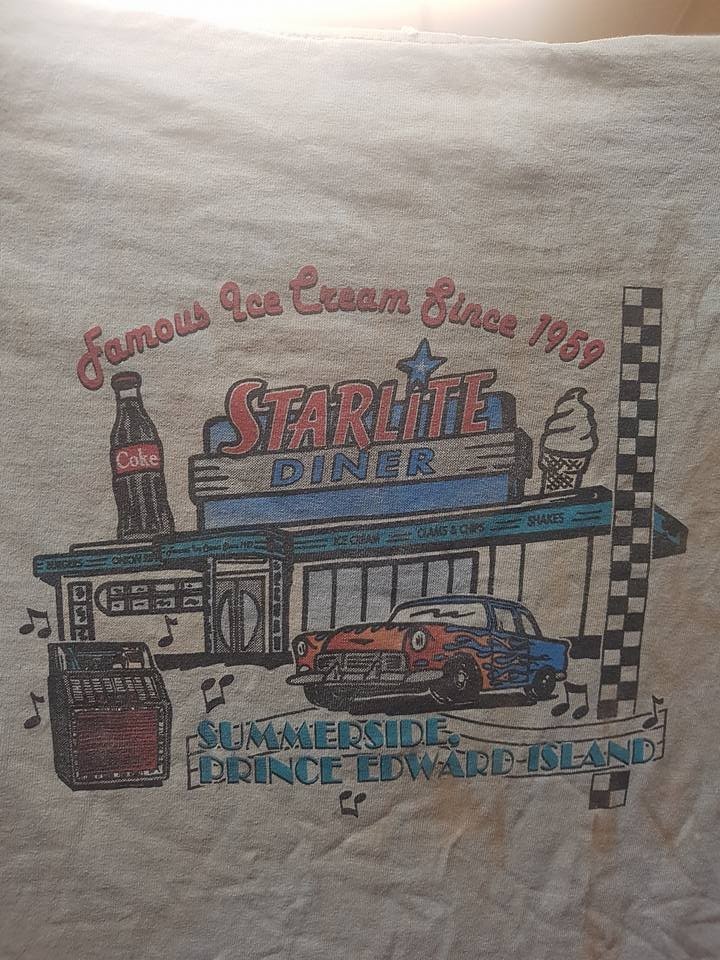 Famous Ice Cream Since 1959
Coke
STARLITE
DINER
BURGERS
ICE CREAM
CLAMS & CHIPS
SHAKES
SUMMERSIDE,
PRINCE EDWARD ISLAND